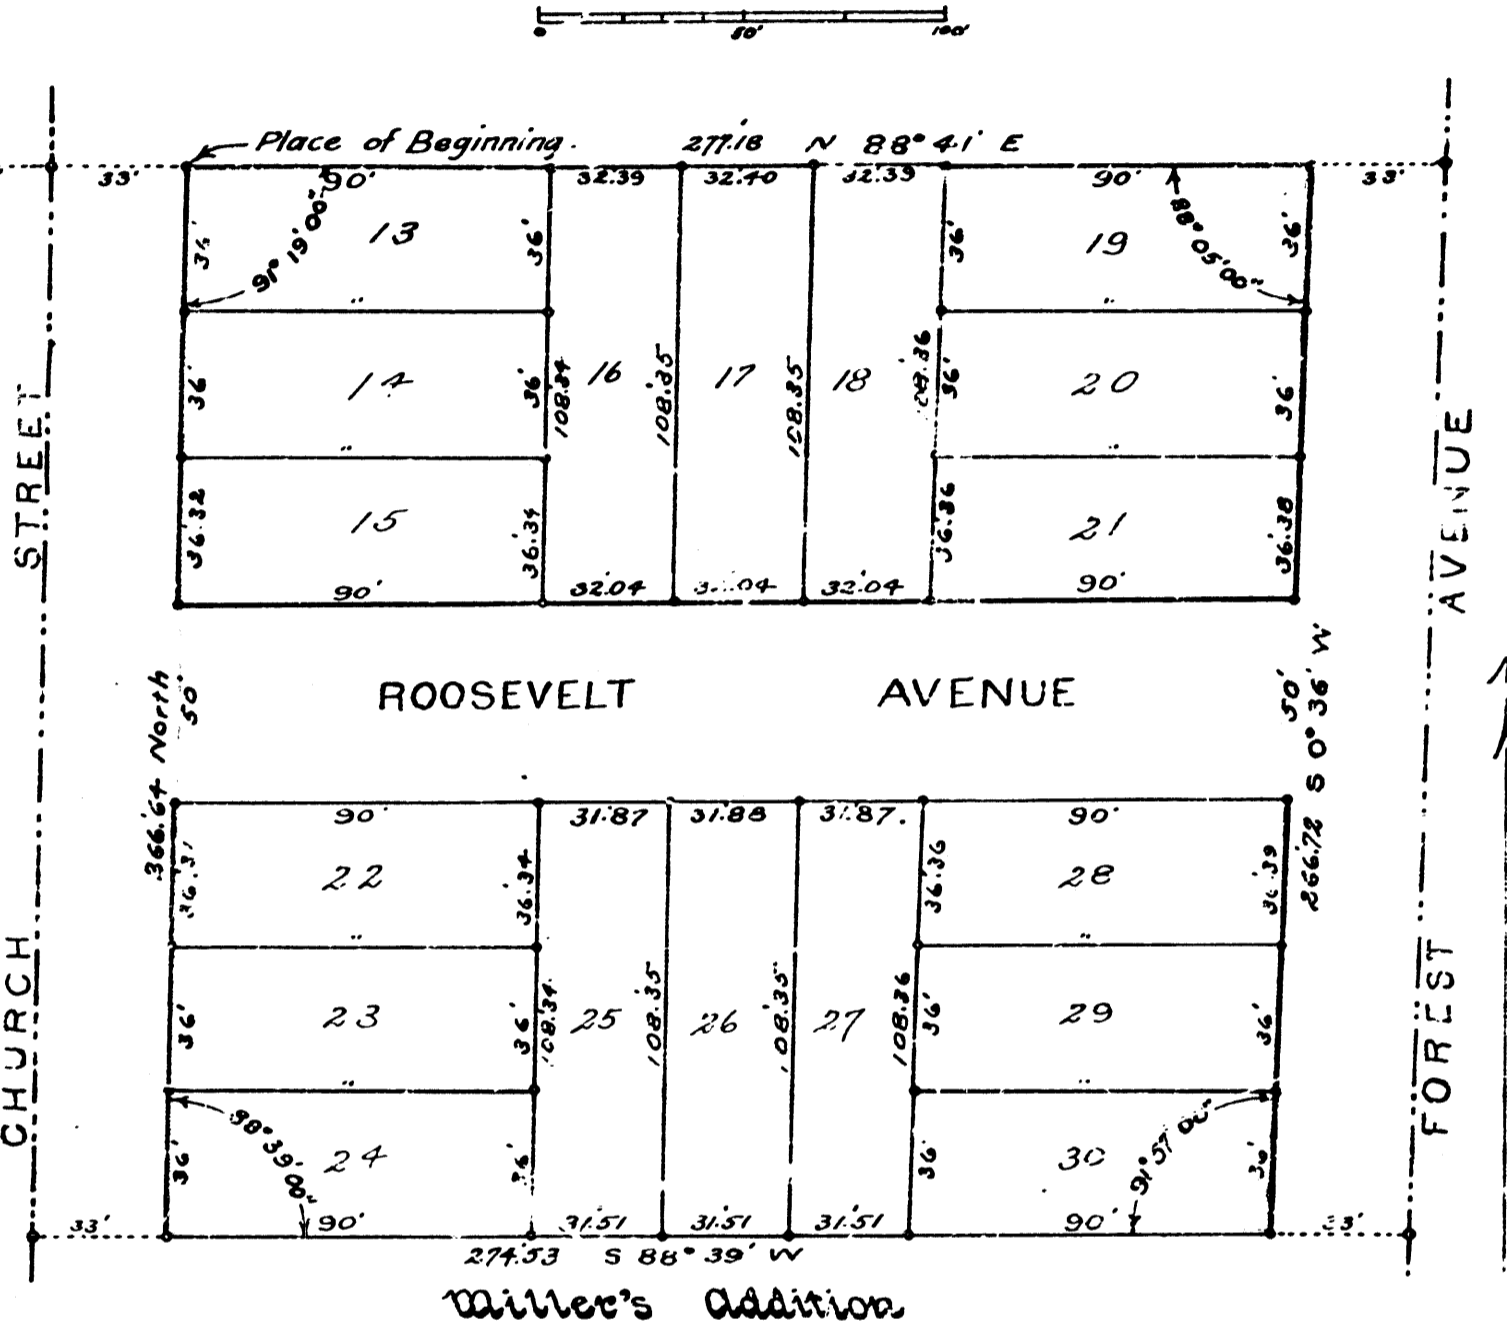 0 50' 100'
Place of Beginning. 277.18 N 88° 41' E
33' 90' 32.39 32.40 32.39 90' 33'
91° 19' 00" 13 36' 36' 19 88° 05' 00" 36'
"
"
36' 14 36' 108.34 16 108.35 17 108.35 18 36' 20 36'
"
"
36.32 15 36.34 36.36 21 36.38
90' 32.04 32.04 90'
STREET
AVENUE
ROOSEVELT AVENUE
366.64 North 50'
50' 266.72 S 0° 36' W
90' 31.87 31.88 31.87. 90'
36.31 22 36.34 36.36 28
"
"
36' 23 36' 108.34 25 108.35 26 108.35 27 108.36 36' 29 36'
"
"
36' 88° 39' 00" 24 36' 36' 30 91° 57' 00" 36'
33' 90' 31.51 31.51 31.51 90' 33'
CHURCH
FOREST
274.53 S 88° 39' W
Miller's Addition